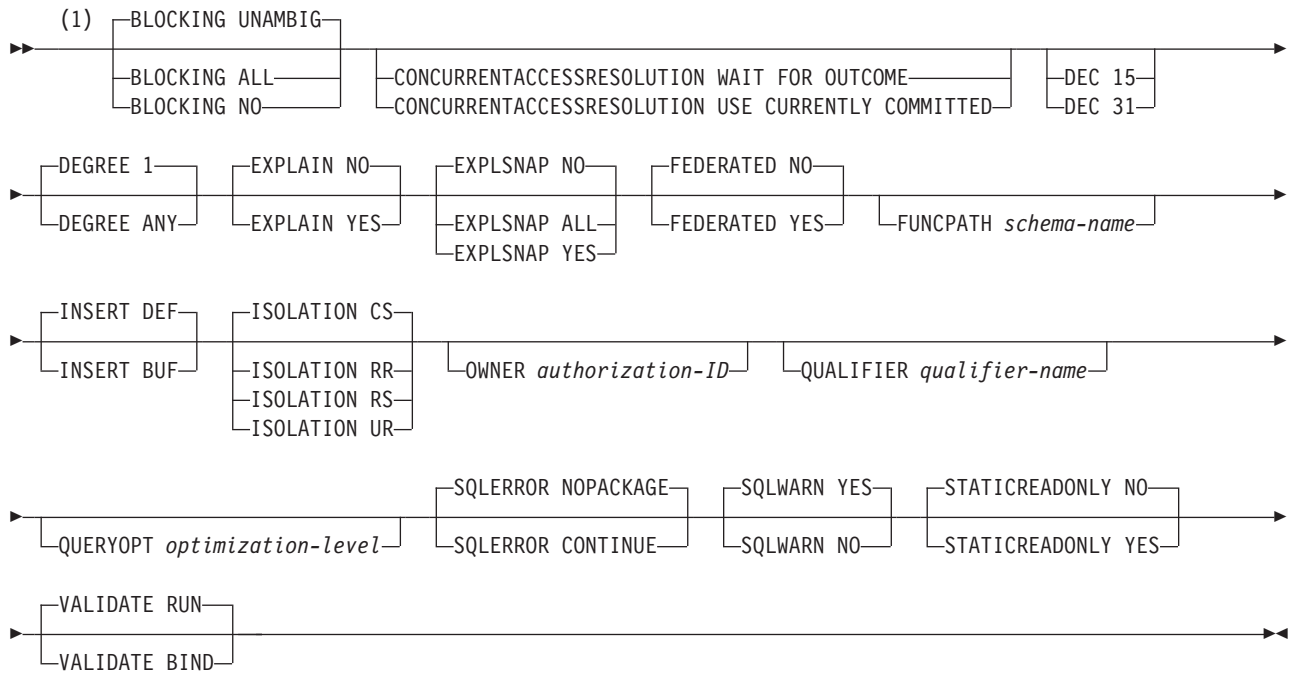 (1) BLOCKING UNAMBIG
BLOCKING ALL
BLOCKING NO
CONCURRENTACCESSRESOLUTION WAIT FOR OUTCOME
CONCURRENTACCESSRESOLUTION USE CURRENTLY COMMITTED
DEC 15
DEC 31
DEGREE 1
DEGREE ANY
EXPLAIN NO
EXPLAIN YES
EXPLSNAP NO
EXPLSNAP ALL
EXPLSNAP YES
FEDERATED NO
FEDERATED YES
FUNCPATH schema-name
INSERT DEF
INSERT BUF
ISOLATION CS
ISOLATION RR
ISOLATION RS
ISOLATION UR
OWNER authorization-ID
QUALIFIER qualifier-name
QUERYOPT optimization-level
SQLERROR NOPACKAGE
SQLERROR CONTINUE
SQLWARN YES
SQLWARN NO
STATICREADONLY NO
STATICREADONLY YES
VALIDATE RUN
VALIDATE BIND